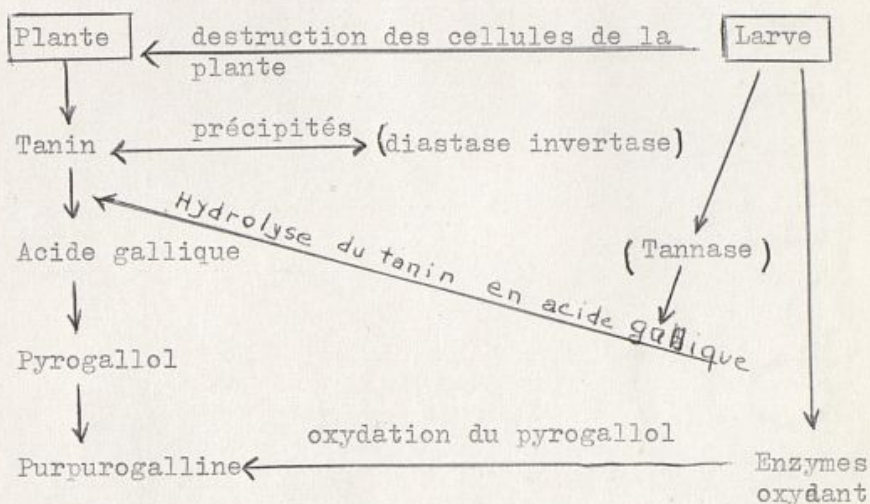 Plante destruction des cellules de la Larve
plante
Tanin précipités (diastase invertase)
Hydrolyse du tanin en acide gallique
Acide gallique (Tannase)
Pyrogallol
oxydation du pyrogallol
Purpurogalline Enzymes
oxydant